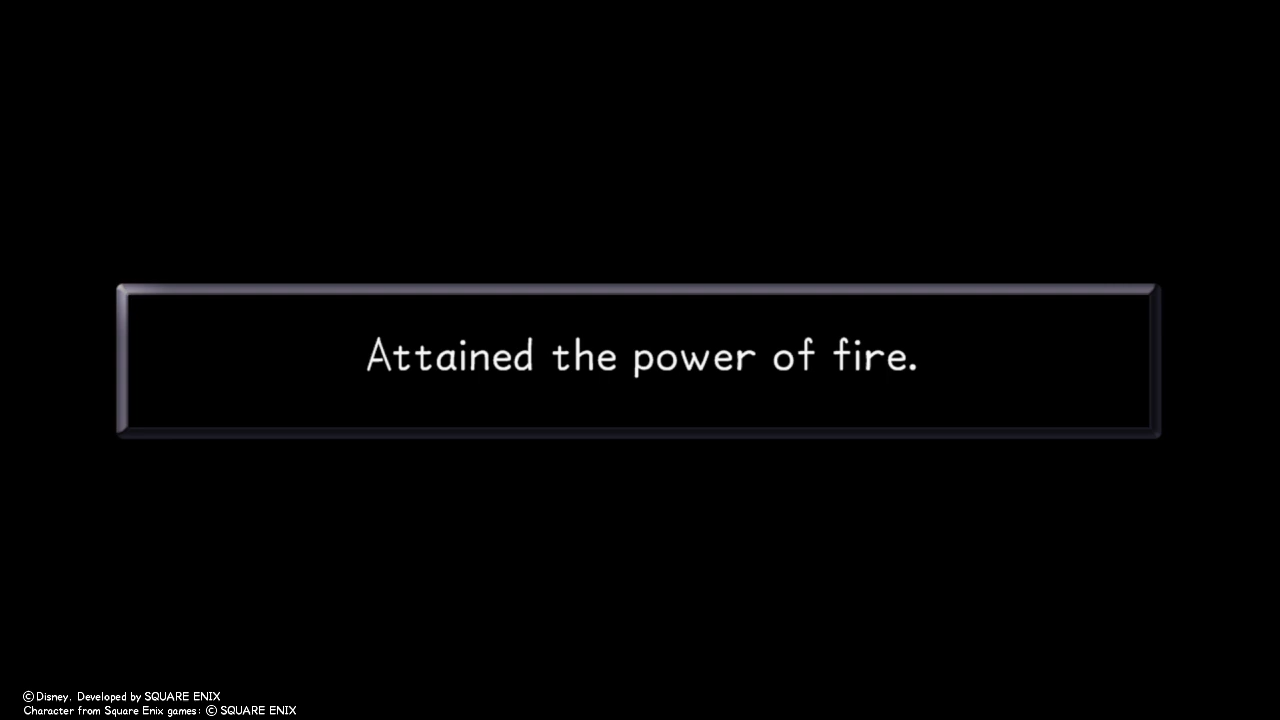 Attained the power of fire.
©Disney. Developed by SQUARE ENIX
Character from Square Enix games: © SQUARE ENIX